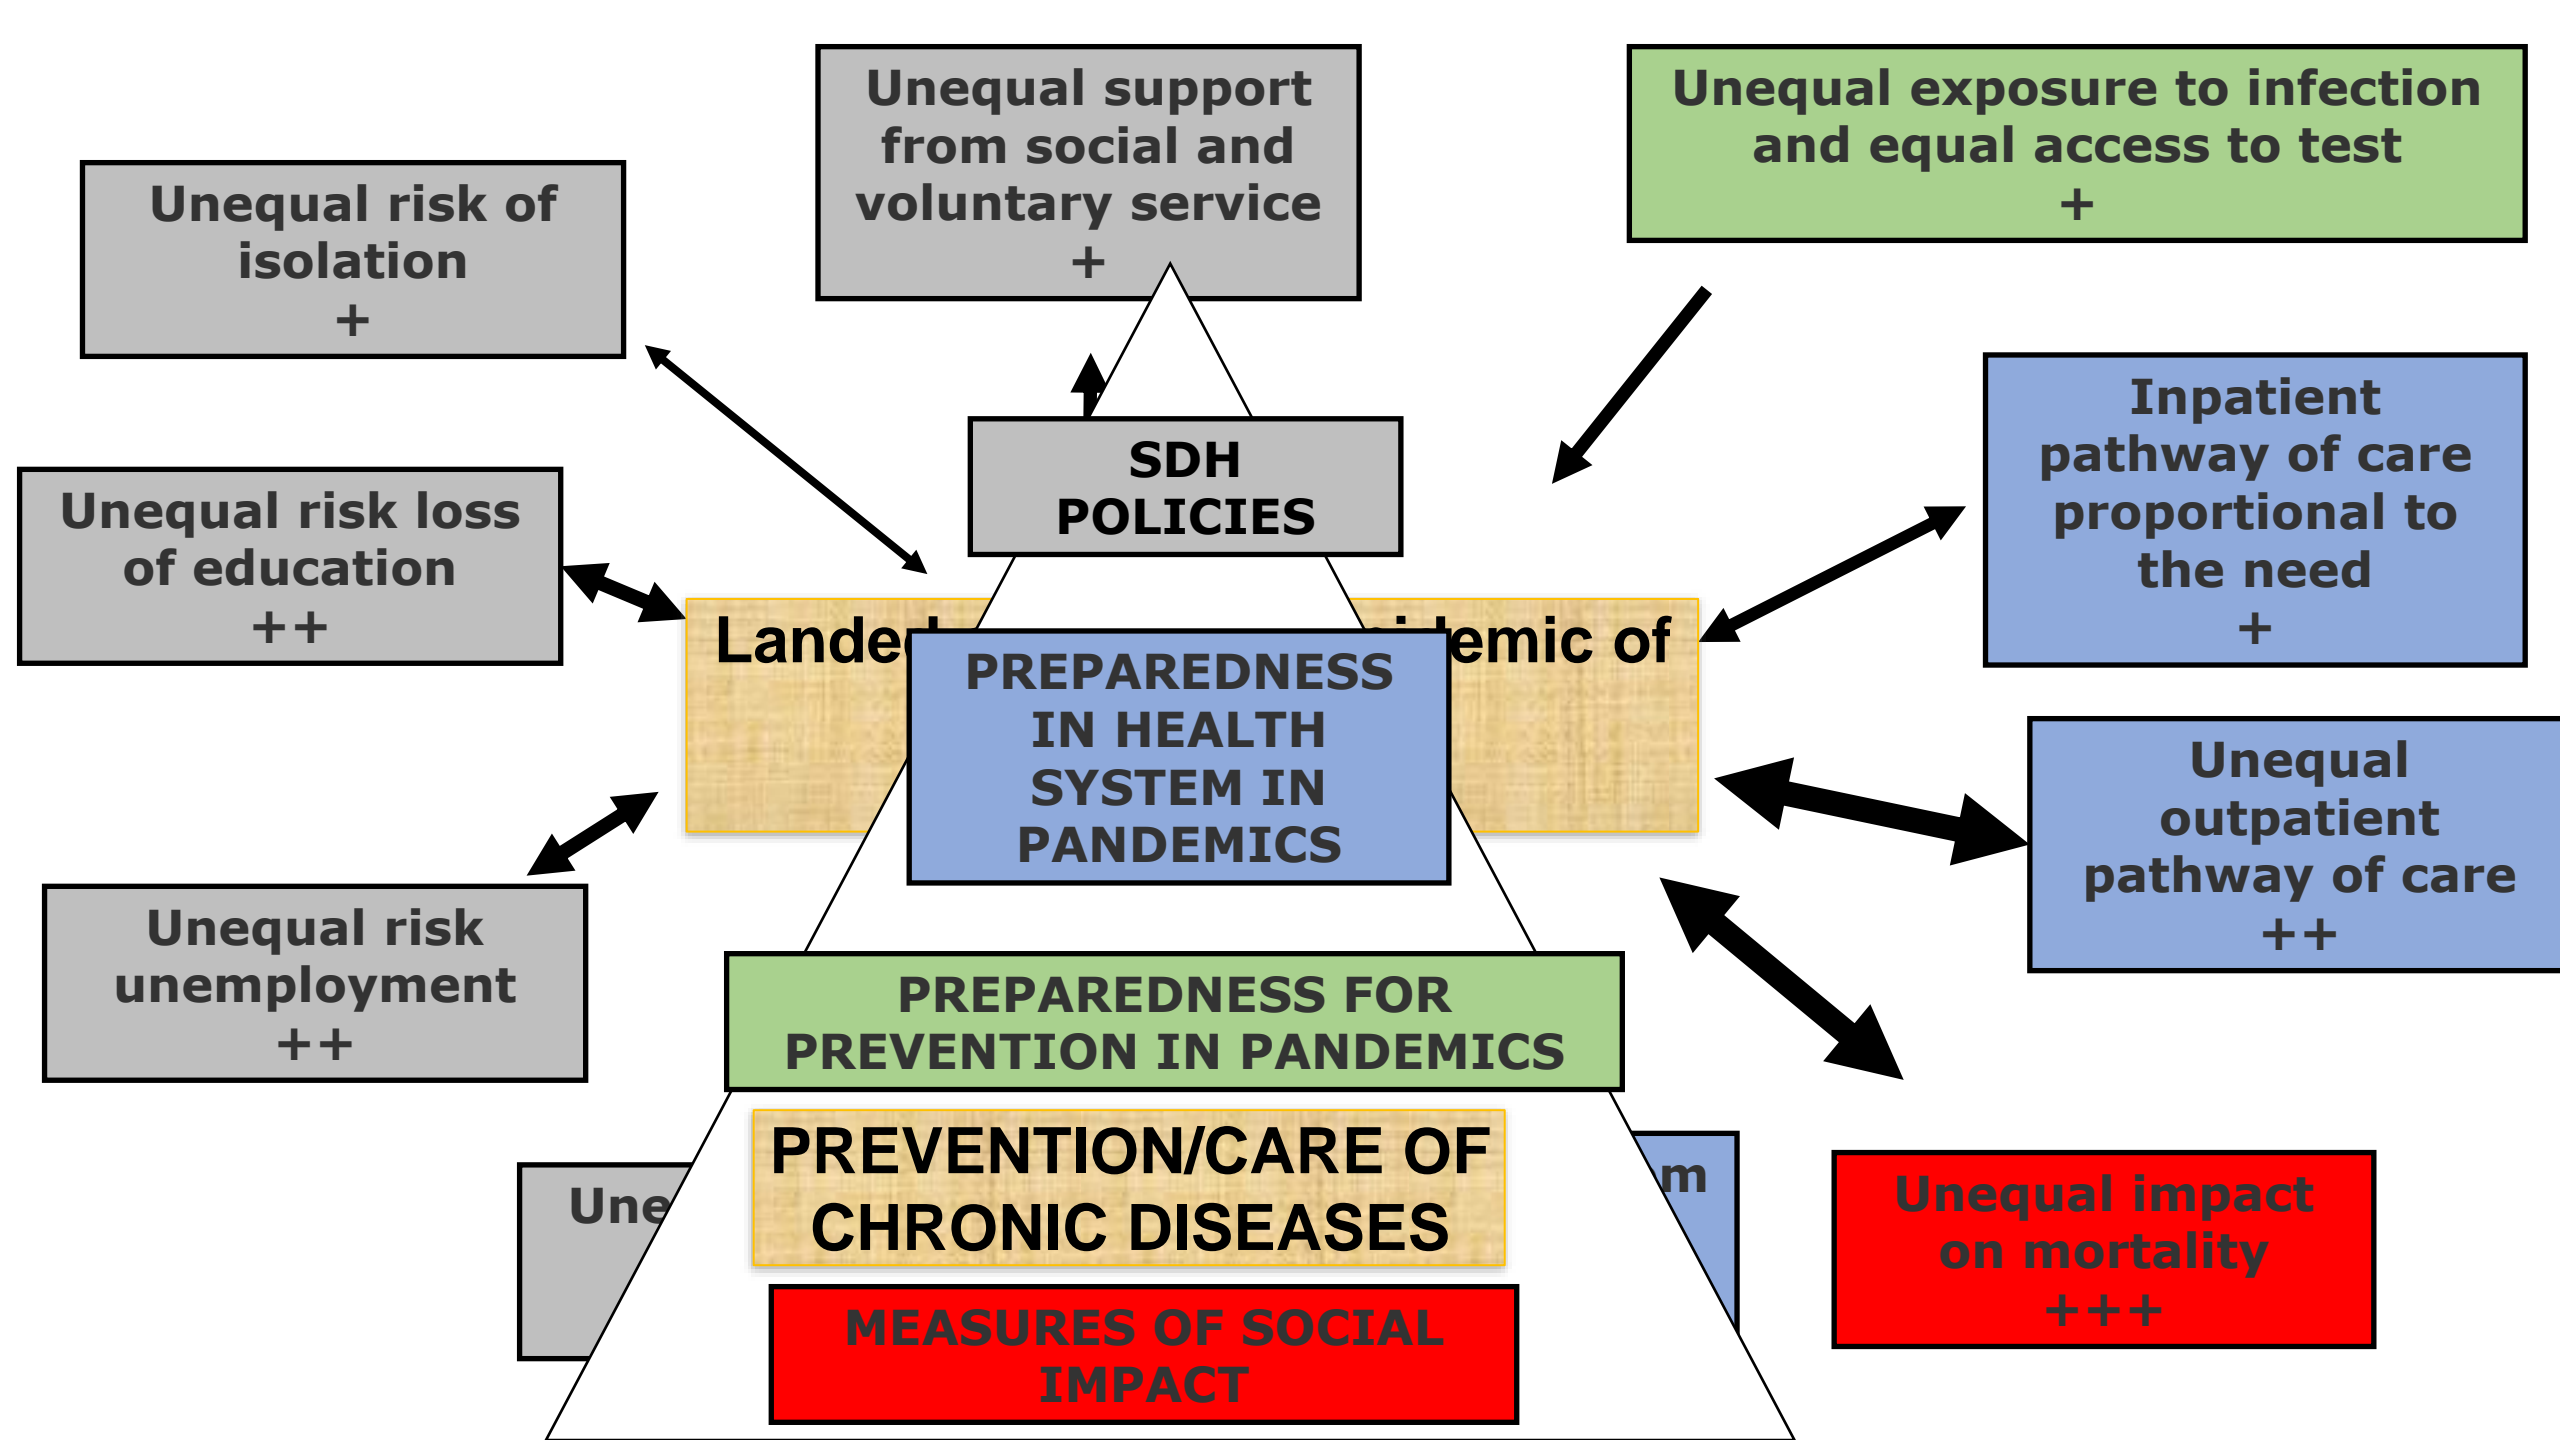 Unequal support
from social and
voluntary service
+
Unequal exposure to infection
and equal access to test
+
Unequal risk of
isolation
+
Inpatient
pathway of care
proportional to
the need
+
SDH
POLICIES
Unequal risk loss
of education
++
emic of
PREPAREDNESS
IN HEALTH
SYSTEM IN
PANDEMICS
Unequal
outpatient
pathway of care
++
Unequal risk
unemployment
++
PREPAREDNESS FOR
PREVENTION IN PANDEMICS
PREVENTION/CARE OF
CHRONIC DISEASES
Unequal impact
on mortality
+++
MEASURES OF SOCIAL
IMPACT